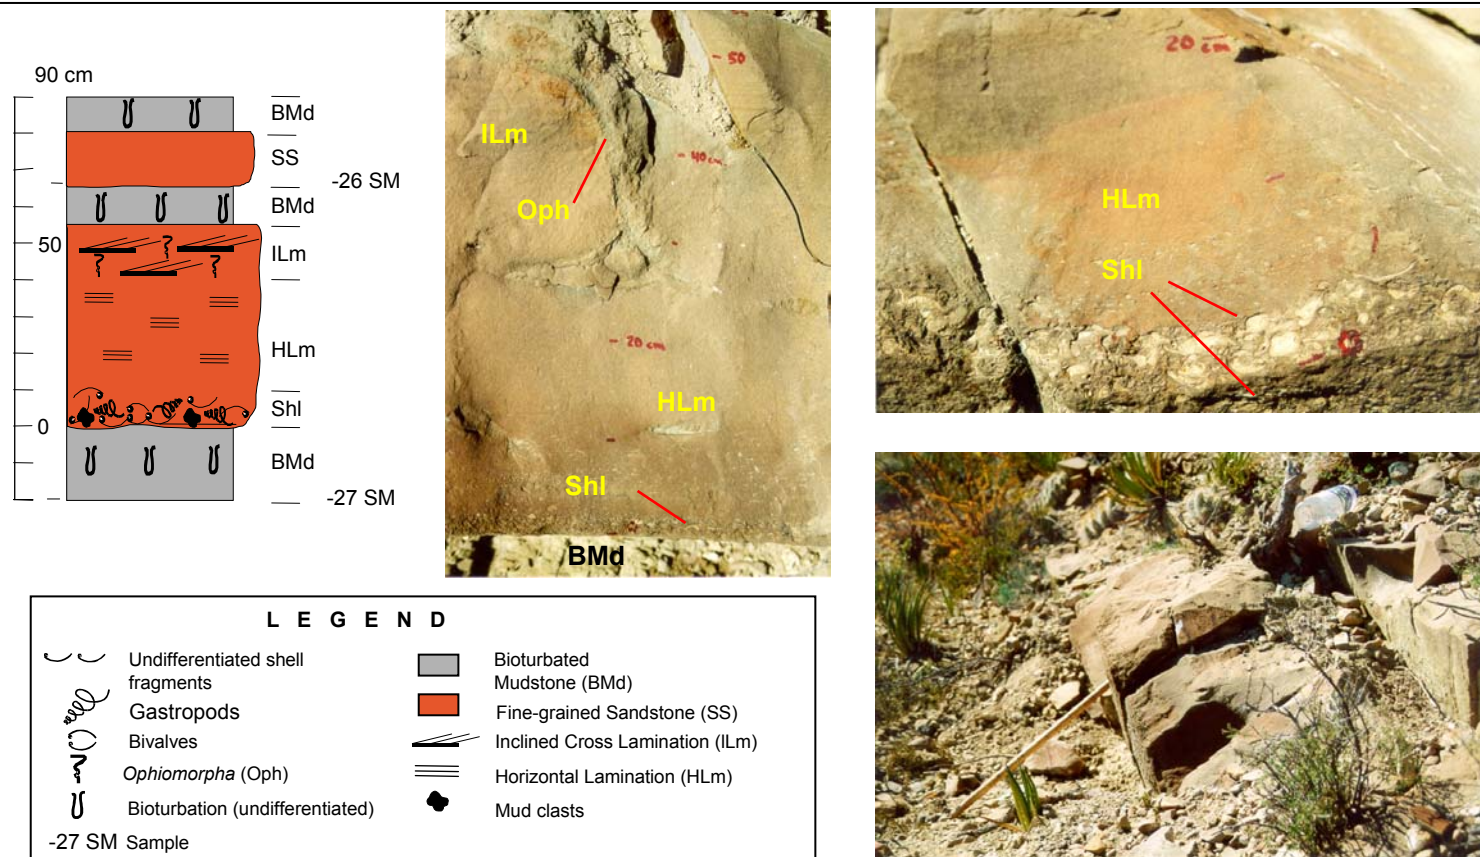 90 cm
BMd
SS
-26 SM
BMd
50
ILm
HLm
Shl
0
BMd
-27 SM
- 50
ILm
- 40 cm
Oph
- 20 cm
HLm
Shl
BMd
20 cm
HLm
Shl
0
L E G E N D
Undifferentiated shell
fragments
Gastropods
Bivalves
Ophiomorpha (Oph)
Bioturbation (undifferentiated)
-27 SM Sample
Bioturbated
Mudstone (BMd)
Fine-grained Sandstone (SS)
Inclined Cross Lamination (ILm)
Horizontal Lamination (HLm)
Mud clasts